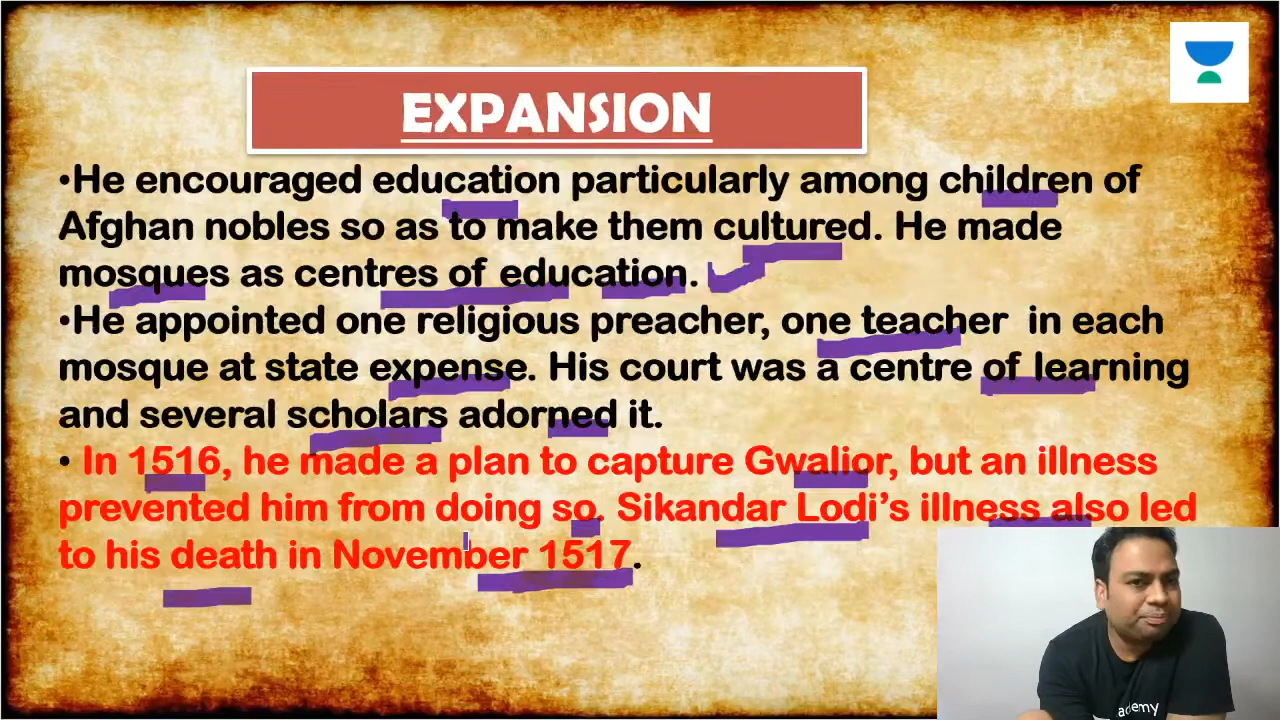 EXPANSION
•He encouraged education particularly among children of
Afghan nobles so as to make them cultured. He made
mosques as centres of education.
•He appointed one religious preacher, one teacher in each
mosque at state expense. His court was a centre of learning
and several scholars adorned it.
• In 1516, he made a plan to capture Gwalior, but an illness
prevented him from doing so. Sikandar Lodi’s illness also led
to his death in November 1517.
ademy